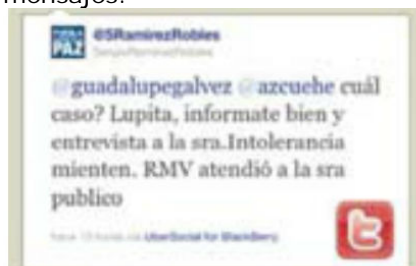 mensajes:
PAZ @SRamirezRobles
@guadalupegalvez @azcuehe cuál
caso? Lupita, informate bien y
entrevista a la sra.Intolerancia
mienten. RMV atendió a la sra
publico
UberSocial for BlackBerry